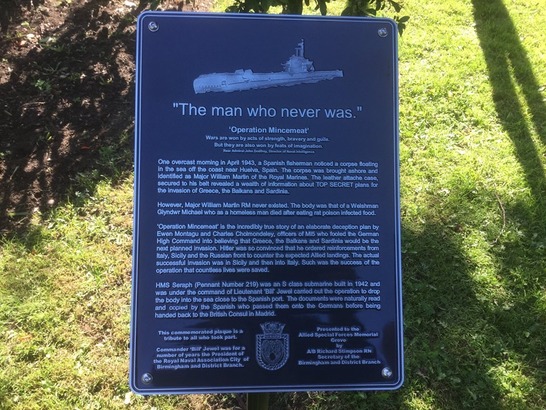 "The man who never was."
'Operation Mincemeat'
Wars are won by acts of strength, bravery and guile.
But they are also won by feats of imagination.
One overcast morning in April 1943, a Spanish fisherman noticed a corpse floating
in the sea off the coast near Huelva, Spain. The corpse was brought ashore and
identified as Major William Martin of the Royal Marines. The leather attache case,
secured to his belt revealed a wealth of information about TOP SECRET plans for
the invasion of Greece, the Balkans and Sardinia.
However, Major William Martin RM never existed. The body was that of a Welshman
Glyndwr Michael who as a homeless man died after eating rat poison infected food.
'Operation Mincemeat' is the incredibly true story of an elaborate deception plan by
Ewen Montagu and Charles Cholmondeley, officers of MI5 who fooled the German
High Command into believing that Greece, the Balkans and Sardinia would be the
next planned invasion. Hitler was so convinced that he ordered reinforcements from
Italy, Sicily and the Russian front to counter the expected Allied landings. The actual
successful invasion was in Sicily and then into Italy. Such was the success of the
operation that countless lives were saved.
HMS Seraph (Pennant Number 219) was an S class submarine built in 1942 and
was under the command of Lieutenant 'Bill' Jewel carried out the operation to drop
the body into the sea close to the Spanish port. The documents were naturally read
and copied by the Spanish who passed them onto the Germans before being
handed back to the British Consul in Madrid.
This commemorated plaque is a
tribute to all who took part.
Commander 'Bill' Jewel was for a
number of years the President of
the Royal Naval Association City of
Birmingham and District Branch.
Presented to the
Allied Special Forces Memorial
Grove
by
A/B Richard Stimpson
Secretary of the
Birmingham and District Branch